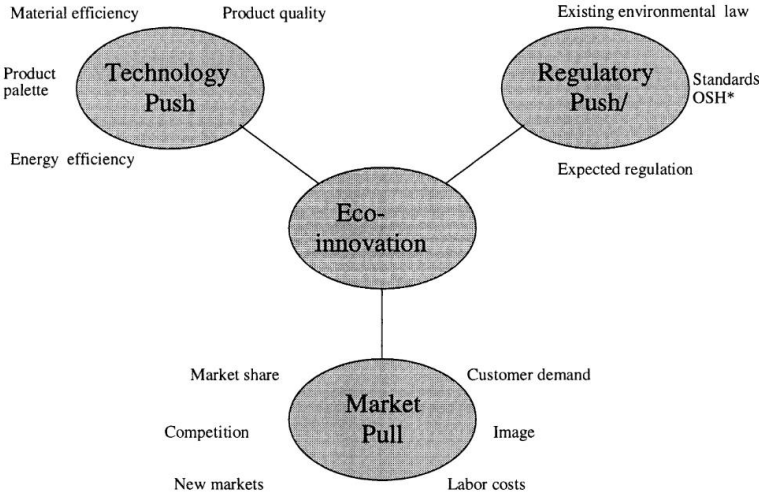 Material efficiency
Product quality
Existing environmental law
Technology
Push
Product
palette
Regulatory
Push/
Standards
OSH*
Energy efficiency
Expected regulation
Eco-
innovation
Market share
Customer demand
Market
Pull
Competition
Image
New markets
Labor costs